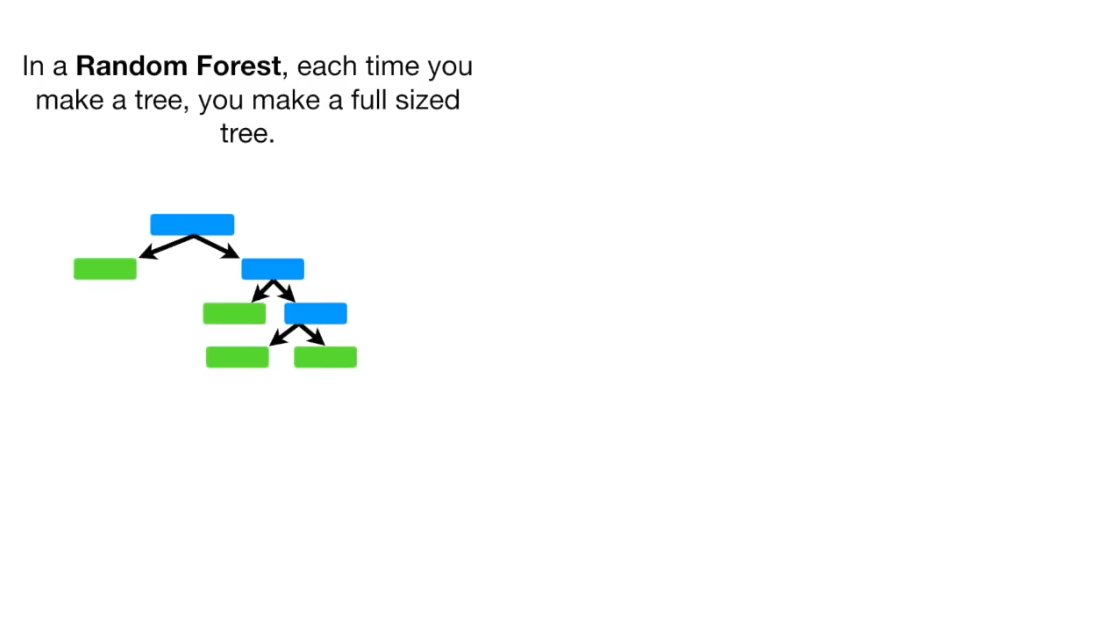 In a Random Forest, each time you
make a tree, you make a full sized
tree.